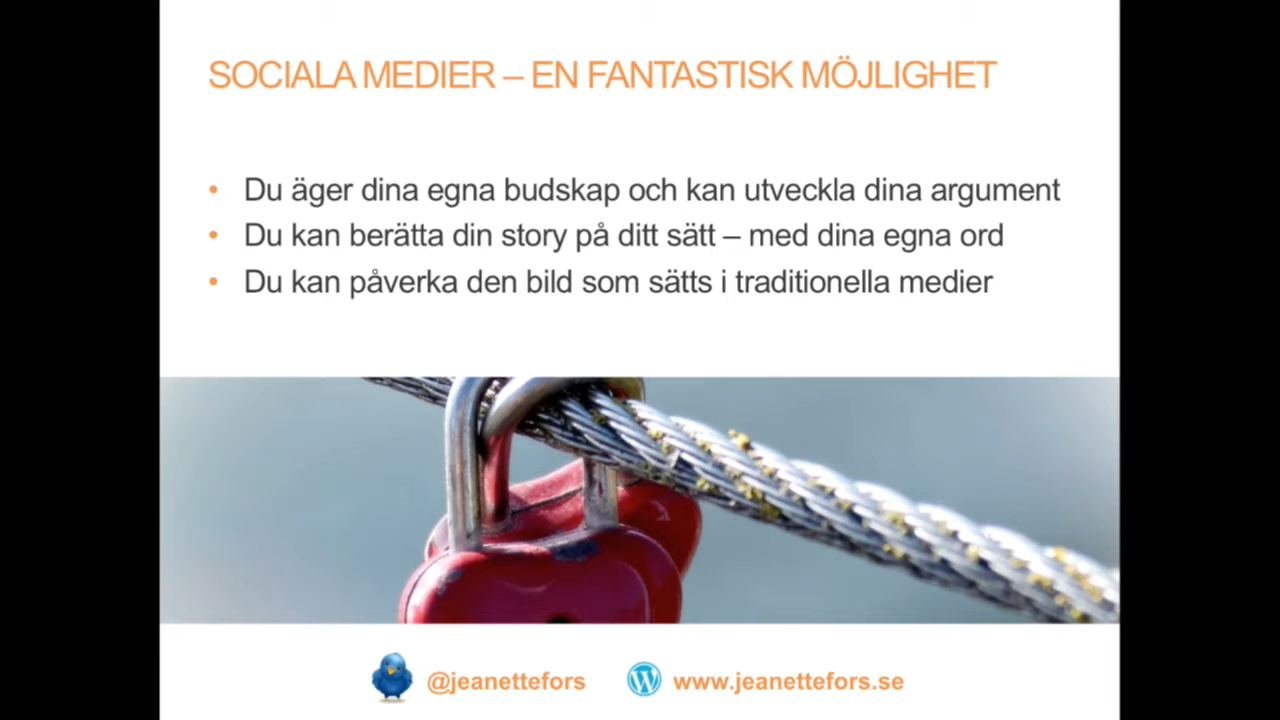 SOCIALA MEDIER – EN FANTASTISK MÖJLIGHET
• Du äger dina egna budskap och kan utveckla dina argument
• Du kan berätta din story på ditt sätt – med dina egna ord
• Du kan påverka den bild som sätts i traditionella medier
@jeanettefors www.jeanettefors.se